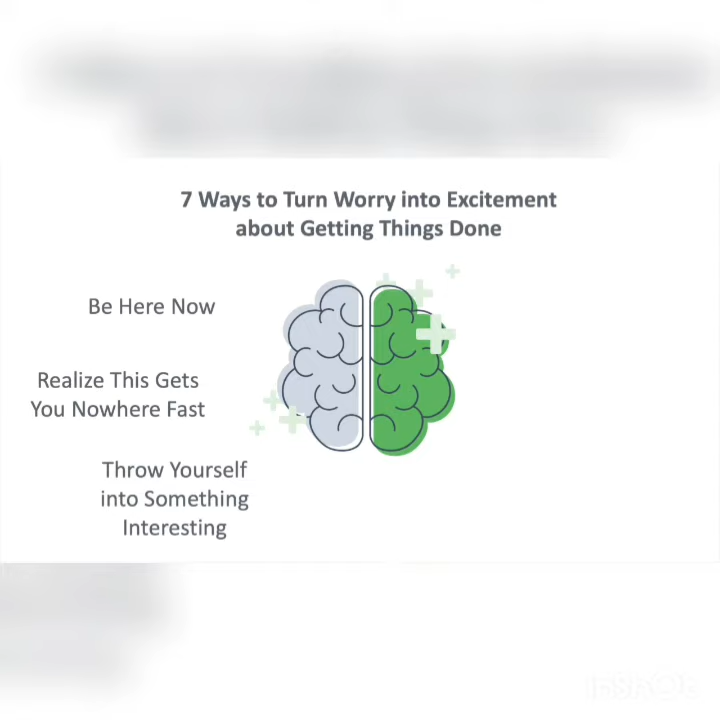 7 Ways to Turn Worry into Excitement
about Getting Things Done
Be Here Now
Realize This Gets
You Nowhere Fast
Throw Yourself
into Something
Interesting